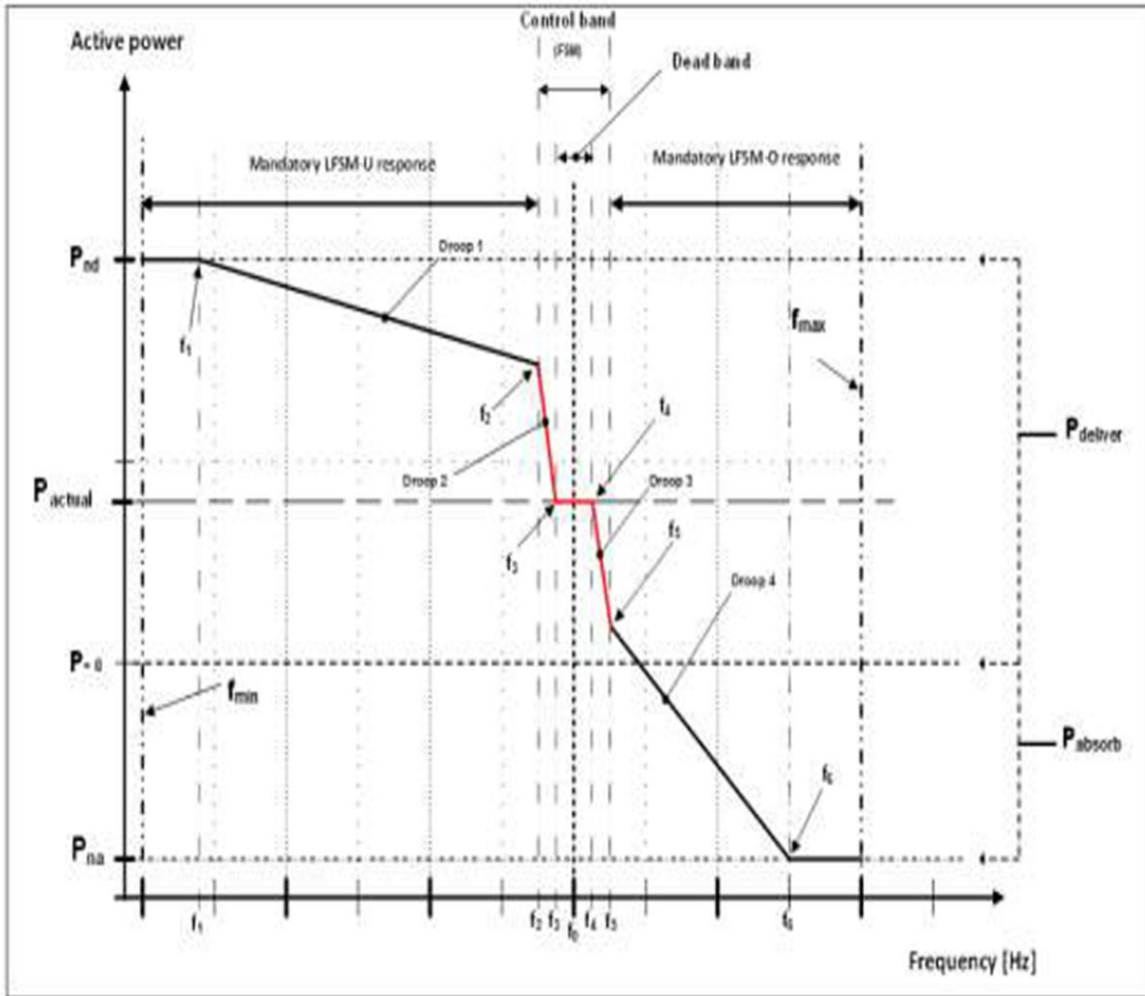 Control band
(FSM)
Active power
Dead band
Mandatory LFSM-U response
Mandatory LFSM-O response
Droop 1
Pnd
fmax
f1
f2
f4
Pdeliver
Droop 2
Droop 3
Pactual
f5
f3
Droop 4
P= 0
fmin
Pabsorb
f6
Pna
f1 f2 f3 f0 f4 f5 f6
Frequency [Hz]